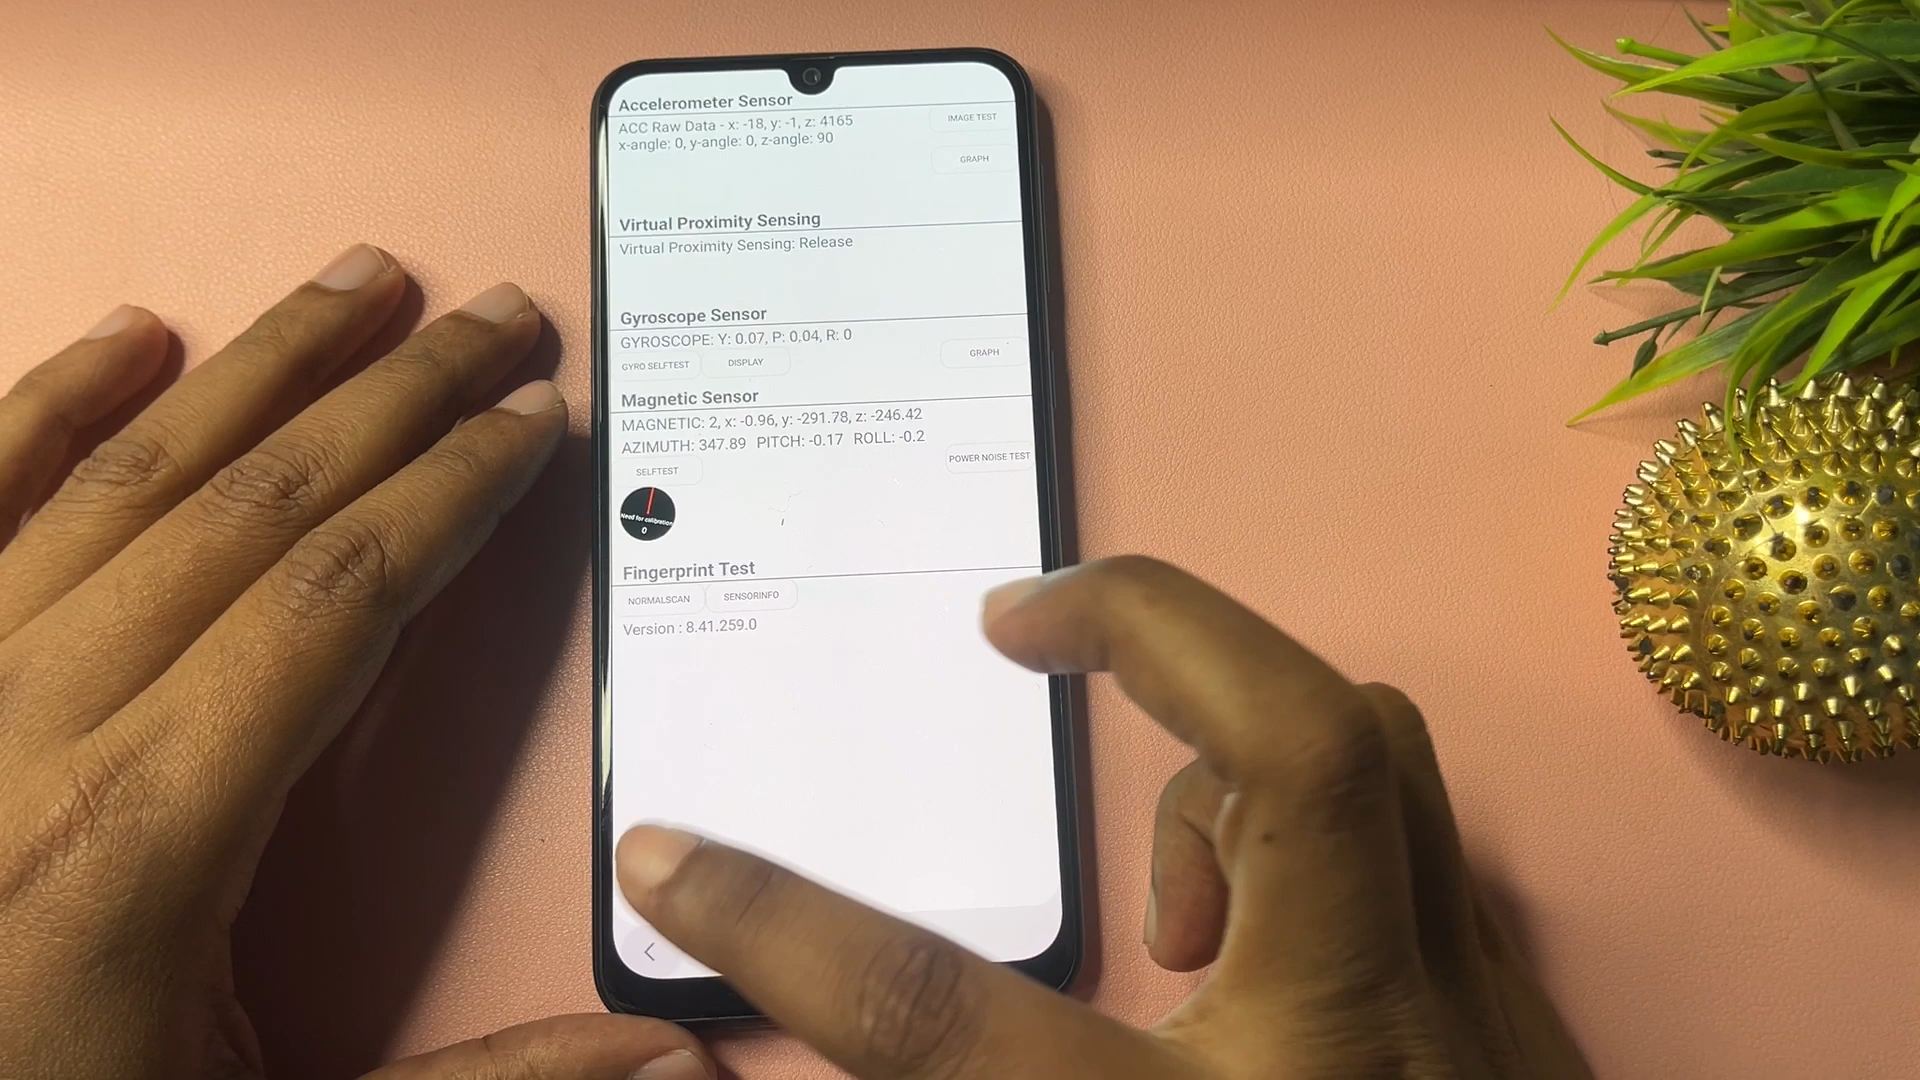 Accelerometer Sensor
ACC Raw Data - x: -18, y: -1, z: 4165
IMAGE TEST
x-angle: 0, y-angle: 0, z-angle: 90
GRAPH
Virtual Proximity Sensing
Virtual Proximity Sensing: Release
Gyroscope Sensor
GYROSCOPE: Y: 0.07, P: 0,04, R: 0
GYRO SELFTEST
DISPLAY
GRAPH
Magnetic Sensor
MAGNETIC: 2, x: -0.96, y: -291.78, z: -246.42
AZIMUTH: 347.89 PITCH: -0.17 ROLL: -0.2
SELFTEST
POWER NOISE TEST
Need for calibration
0
Fingerprint Test
NORMALSCAN
SENSORINFO
Version : 8.41.259.0